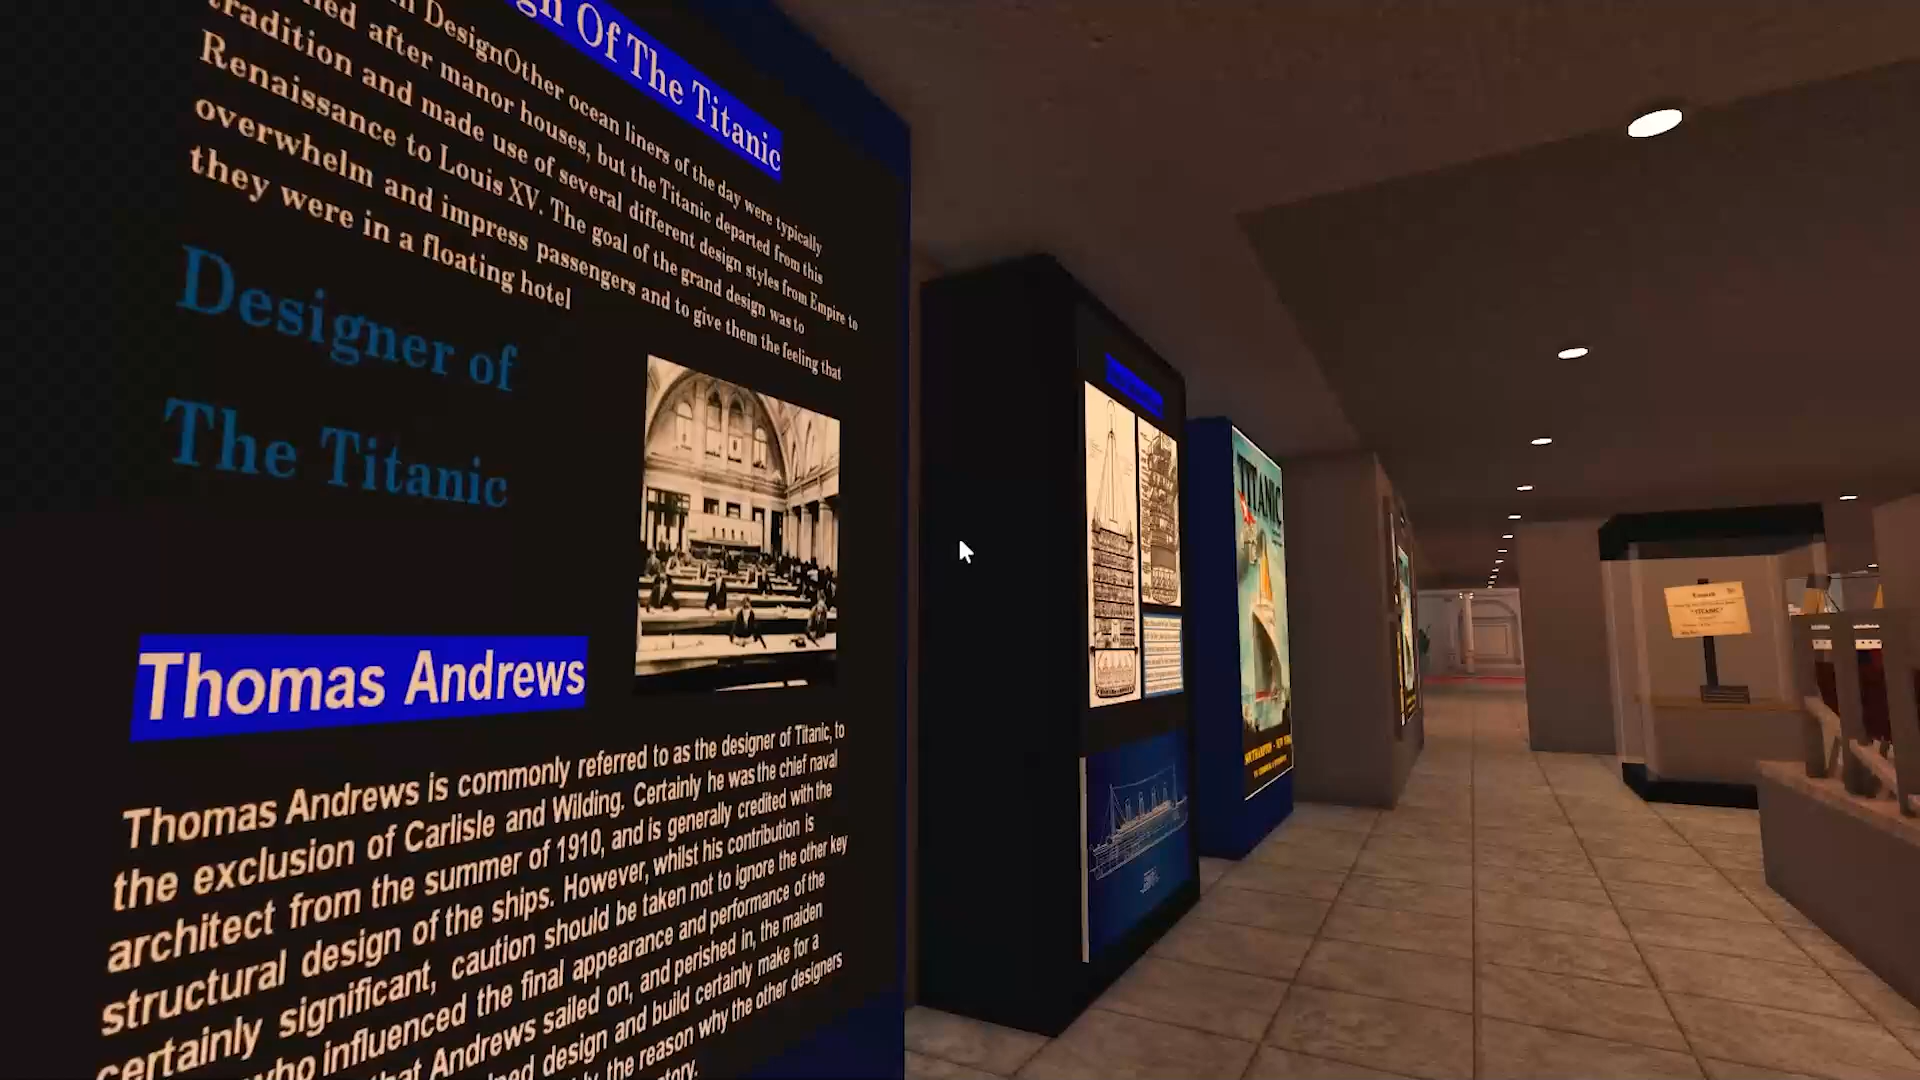 gn Of The Titanic
DesignOther ocean liners of the day were typically
after manor houses, but the Titanic departed from this
tradition and made use of several different design styles from Empire to
Renaissance to Louis XV. The goal of the grand design was to
overwhelm and impress passengers and to give them the feeling that
they were in a floating hotel
Designer of
The Titanic
Thomas Andrews
Thomas Andrews is commonly referred to as the designer of Titanic, to
the exclusion of Carlisle and Wilding. Certainly he was the chief naval
architect from the summer of 1910, and is generally credited with the
structural design of the ships. However, whilst his contribution is
certainly significant, caution should be taken not to ignore the other key
who influenced the final appearance and performance of the
that Andrews sailed on, and perished in, the maiden
design and build certainly make for a
the reason why the other designers
TITANIC
SOUTHAMPTON - NEW YORK
"TITANIC"